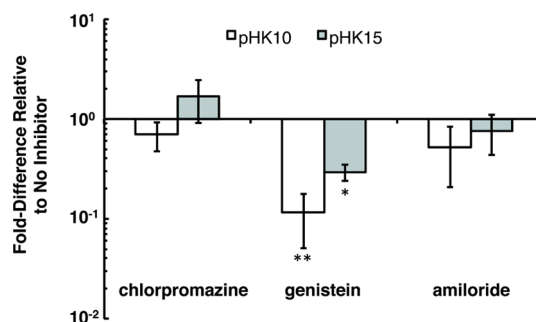 Fold-Difference Relative
to No Inhibitor
10¹
10⁰
10⁻¹
10⁻²
pHK10 pHK15
*
**
chlorpromazine genistein amiloride